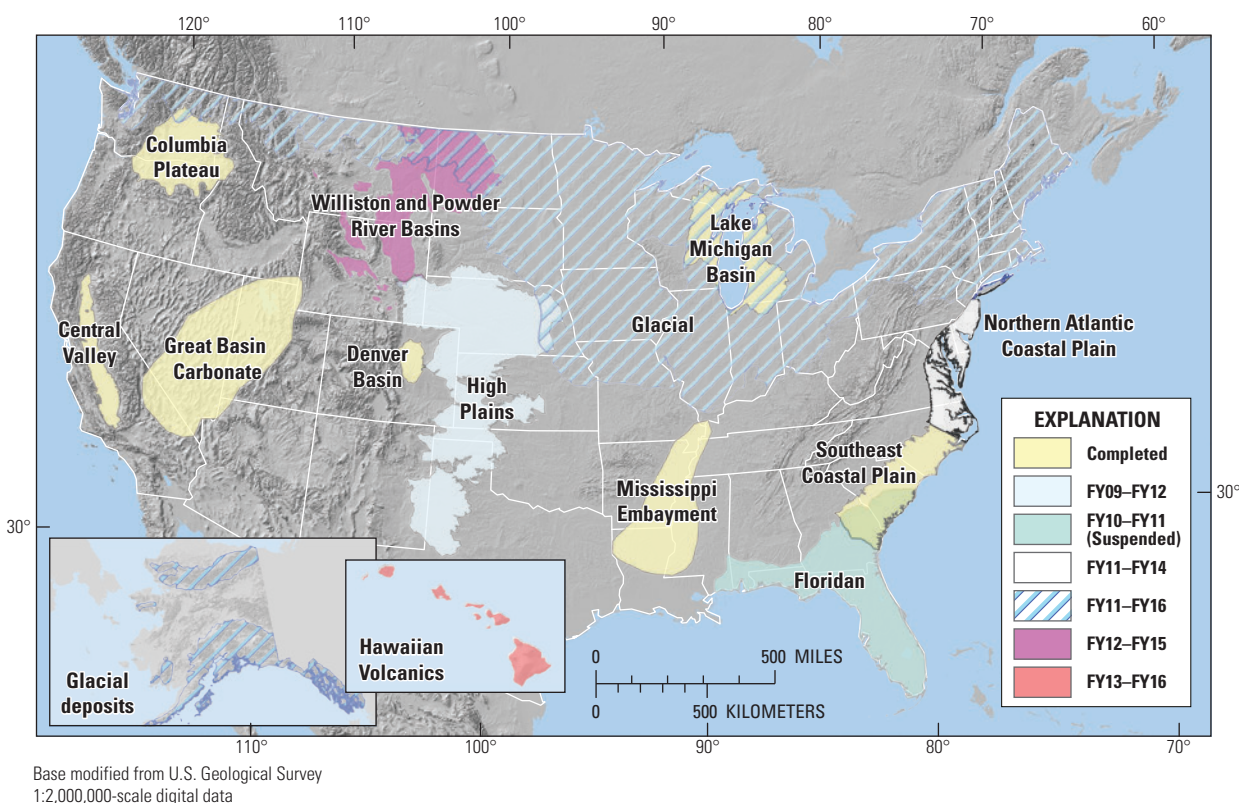 120°
110°
100°
90°
80°
70°
60°
Columbia
Plateau
Williston and Powder
River Basins
Lake
Michigan
Basin
Central
Valley
Great Basin
Carbonate
Denver
Basin
High
Plains
Glacial
Northern Atlantic
Coastal Plain
Southeast
Coastal Plain
Mississippi
Embayment
Floridan
EXPLANATION
Completed
FY09–FY12
FY10–FY11
(Suspended)
FY11–FY14
FY11–FY16
FY12–FY15
FY13–FY16
30°
30°
Glacial
deposits
Hawaiian
Volcanics
0 500 MILES
0 500 KILOMETERS
110°
100°
90°
80°
70°
Base modified from U.S. Geological Survey
1:2,000,000-scale digital data